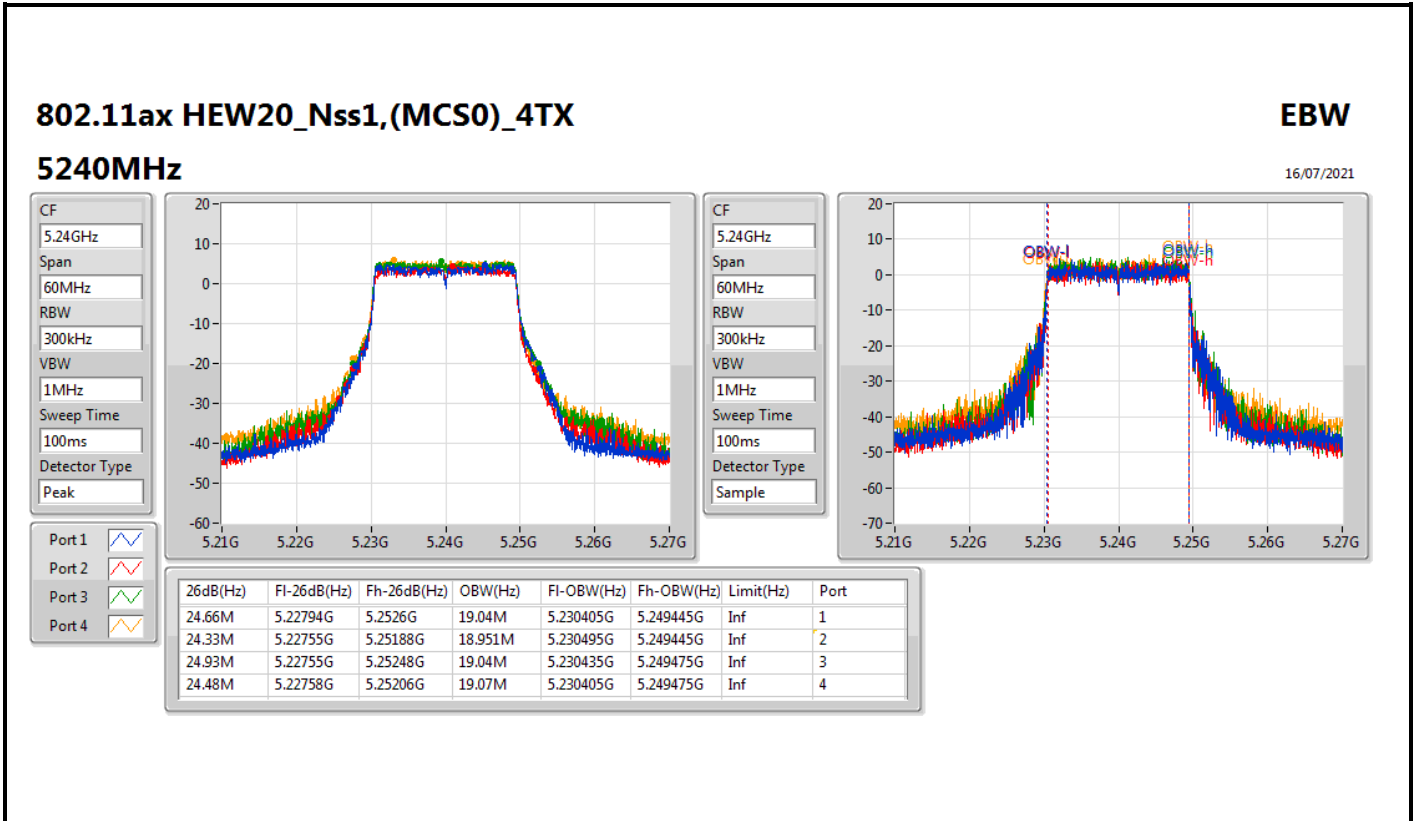 802.11ax HEW20_Nss1,(MCS0)_4TX
EBW
5240MHz
16/07/2021
CF
5.24GHz
Span
60MHz
RBW
300kHz
VBW
1MHz
Sweep Time
100ms
Detector Type
Peak
20
10
0
-10
-20
-30
-40
-50
-60
5.21G 5.22G 5.23G 5.24G 5.25G 5.26G 5.27G
CF
5.24GHz
Span
60MHz
RBW
300kHz
VBW
1MHz
Sweep Time
100ms
Detector Type
Sample
20
10
0
-10
-20
-30
-40
-50
-60
-70
OBW-l
OBW-h
OBW-h
OBW-h
5.21G 5.22G 5.23G 5.24G 5.25G 5.26G 5.27G
Port 1
Port 2
Port 3
Port 4
26dB(Hz) Fl-26dB(Hz) Fh-26dB(Hz) OBW(Hz) Fl-OBW(Hz) Fh-OBW(Hz) Limit(Hz) Port
24.66M 5.22794G 5.2526G 19.04M 5.230405G 5.249445G Inf 1
24.33M 5.22755G 5.25188G 18.951M 5.230495G 5.249445G Inf 2
24.93M 5.22755G 5.25248G 19.04M 5.230435G 5.249475G Inf 3
24.48M 5.22758G 5.25206G 19.07M 5.230405G 5.249475G Inf 4